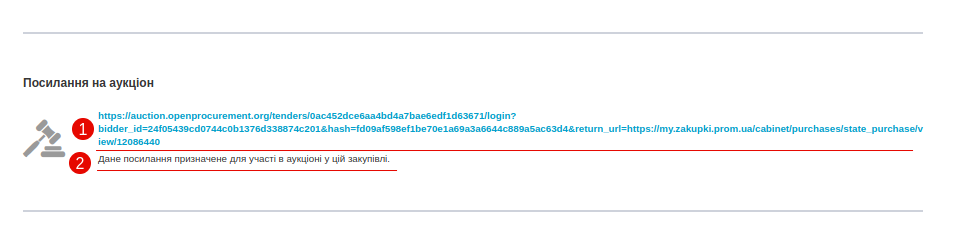 Посилання на аукціон
1
https://auction.openprocurement.org/tenders/0ac452dce6aa4bd4a7bae6edf1d63671/login?
bidder_id=24f05439cd0744c0b1376d338874c201&hash=fd09af598ef1be70e1a69a3a6644c889a5ac63d4&return_url=https://my.zakupki.prom.ua/cabinet/purchases/state_purchase/v
iew/12086440
2
Дане посилання призначене для участі в аукціоні у цій закупівлі.